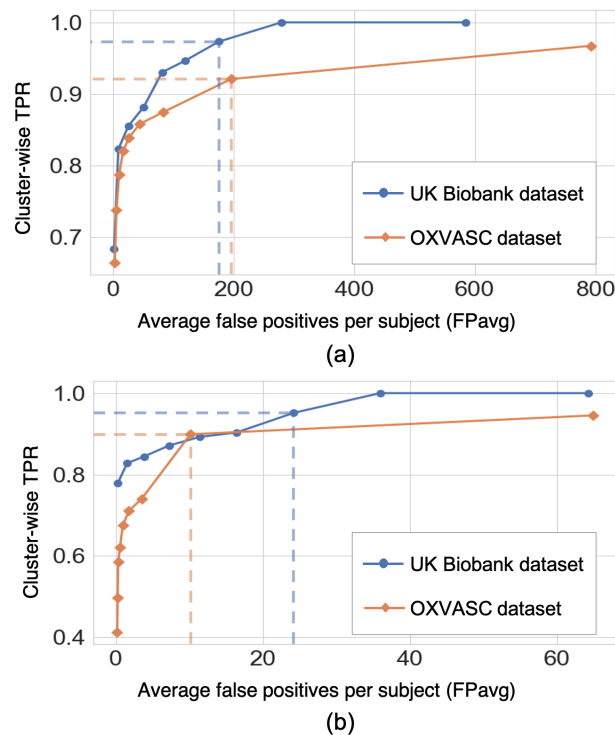 1.0
0.9
0.8
0.7
Cluster-wise TPR
UK Biobank dataset
OXVASC dataset
0
200
400
600
800
Average false positives per subject (FPavg)
(a)
1.0
0.8
0.6
0.4
Cluster-wise TPR
UK Biobank dataset
OXVASC dataset
0
20
40
60
Average false positives per subject (FPavg)
(b)